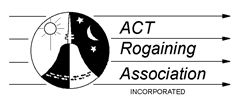 ACT
Rogaining
Association
INCORPORATED